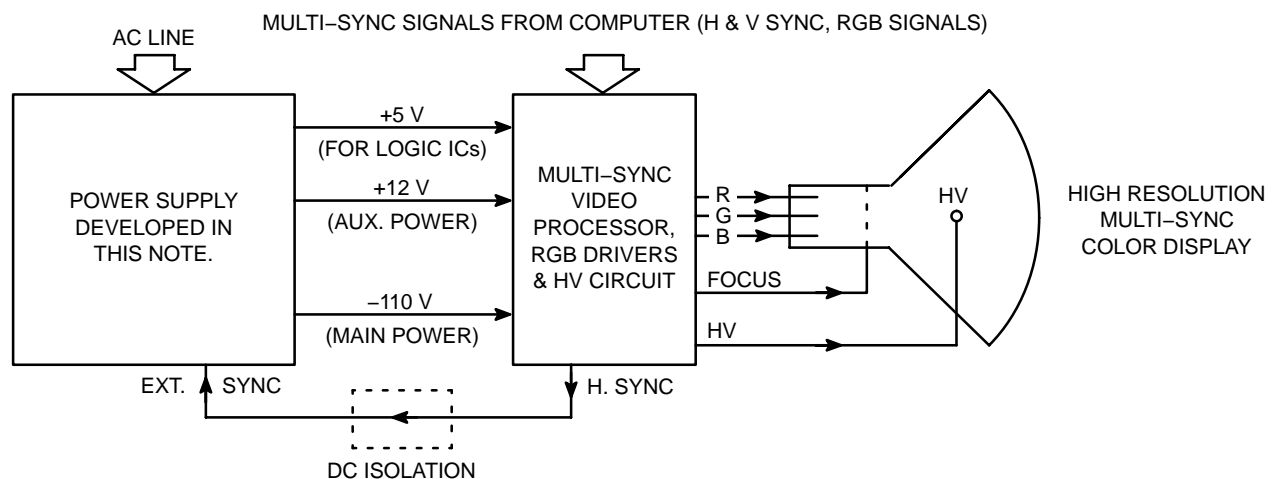 MULTI–SYNC SIGNALS FROM COMPUTER (H & V SYNC, RGB SIGNALS)
AC LINE
POWER SUPPLY
DEVELOPED IN
THIS NOTE.
+5 V
(FOR LOGIC ICs)
+12 V
(AUX. POWER)
–110 V
(MAIN POWER)
MULTI–SYNC
VIDEO
PROCESSOR,
RGB DRIVERS
& HV CIRCUIT
R
G
B
FOCUS
HV
HV
HIGH RESOLUTION
MULTI–SYNC
COLOR DISPLAY
EXT. SYNC
H. SYNC
DC ISOLATION